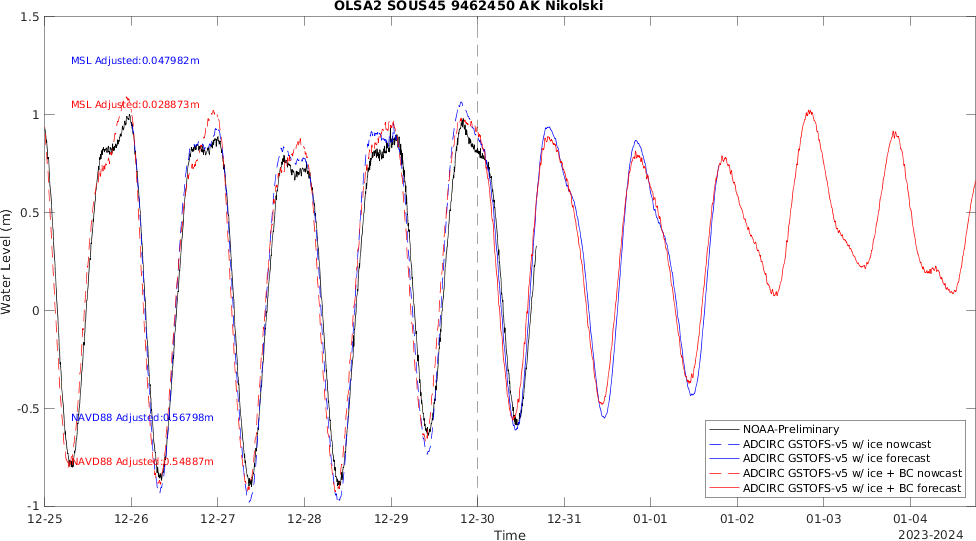 OLSA2 SOUS45 9462450 AK Nikolski
1.5
1
0.5
0
-0.5
-1
Water Level (m)
MSL Adjusted:0.047982m
MSL Adjusted:0.028873m
NAVD88 Adjusted:0.56798m
NAVD88 Adjusted:0.54887m
NOAA-Preliminary
ADCIRC GSTOFS-v5 w/ ice nowcast
ADCIRC GSTOFS-v5 w/ ice forecast
ADCIRC GSTOFS-v5 w/ ice + BC nowcast
ADCIRC GSTOFS-v5 w/ ice + BC forecast
12-25 12-26 12-27 12-28 12-29 12-30 12-31 01-01 01-02 01-03 01-04
Time
2023-2024